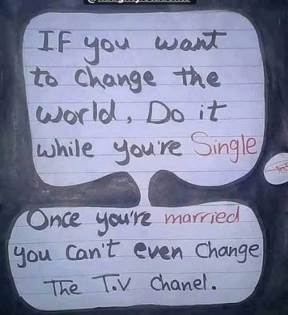 IF you want
to change the
world, Do it
while you're Single
Once you're married
you can't even change
The T.V Chanel.